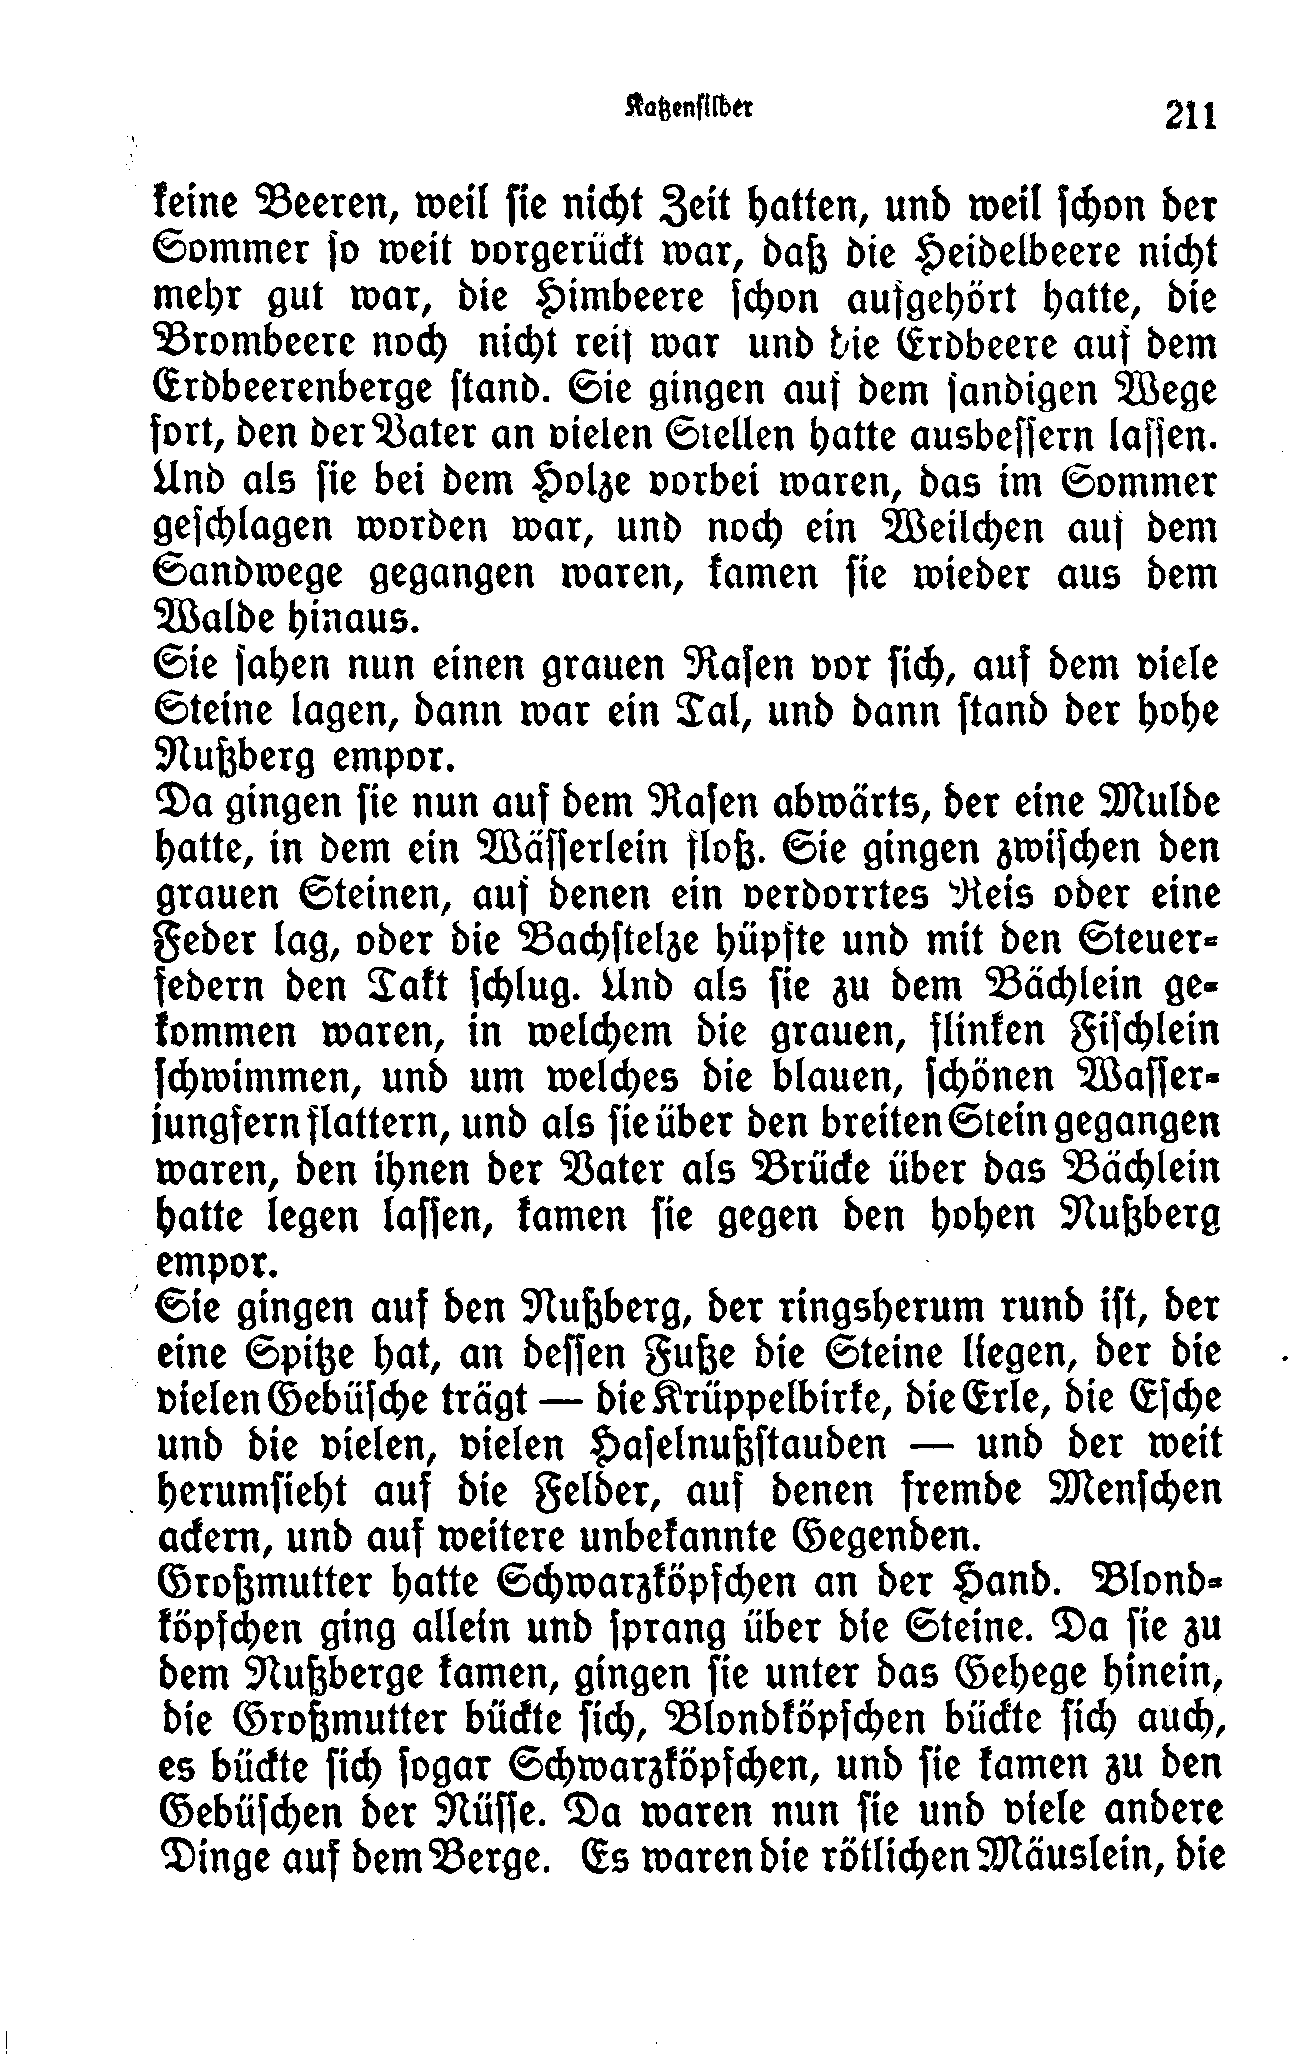 Katzensilber
211
keine Beeren, weil sie nicht Zeit hatten, und weil schon der
Sommer so weit vorgerückt war, daß die Heidelbeere nicht
mehr gut war, die Himbeere schon aufgehört hatte, die
Brombeere noch nicht reif war und die Erdbeere auf dem
Erdbeerenberge stand. Sie gingen auf dem sandigen Wege
fort, den der Vater an vielen Stellen hatte ausbessern lassen.
Und als sie bei dem Holze vorbei waren, das im Sommer
geschlagen worden war, und noch ein Weilchen auf dem
Sandwege gegangen waren, kamen sie wieder aus dem
Walde hinaus.
Sie sahen nun einen grauen Rasen vor sich, auf dem viele
Steine lagen, dann war ein Tal, und dann stand der hohe
Nußberg empor.
Da gingen sie nun auf dem Rasen abwärts, der eine Mulde
hatte, in dem ein Wässerlein floß. Sie gingen zwischen den
grauen Steinen, auf denen ein verdorrtes Reis oder eine
Feder lag, oder die Bachstelze hüpfte und mit den Steuer-
federn den Takt schlug. Und als sie zu dem Bächlein ge-
kommen waren, in welchem die grauen, flinken Fischlein
schwimmen, und um welches die blauen, schönen Wasser-
jungfern flattern, und als sie über den breiten Stein gegangen
waren, den ihnen der Vater als Brücke über das Bächlein
hatte legen lassen, kamen sie gegen den hohen Nußberg
empor.
Sie gingen auf den Nußberg, der ringsherum rund ist, der
eine Spitze hat, an dessen Fuße die Steine liegen, der die
vielen Gebüsche trägt — die Krüppelbirke, die Erle, die Esche
und die vielen, vielen Haselnußstauden — und der weit
herumsieht auf die Felder, auf denen fremde Menschen
ackern, und auf weitere unbekannte Gegenden.
Großmutter hatte Schwarzköpfchen an der Hand. Blond-
köpfchen ging allein und sprang über die Steine. Da sie zu
dem Nußberge kamen, gingen sie unter das Gehege hinein,
die Großmutter bückte sich, Blondköpfchen bückte sich auch,
es bückte sich sogar Schwarzköpfchen, und sie kamen zu den
Gebüschen der Nüsse. Da waren nun sie und viele andere
Dinge auf dem Berge. Es waren die rötlichen Mäuslein, die